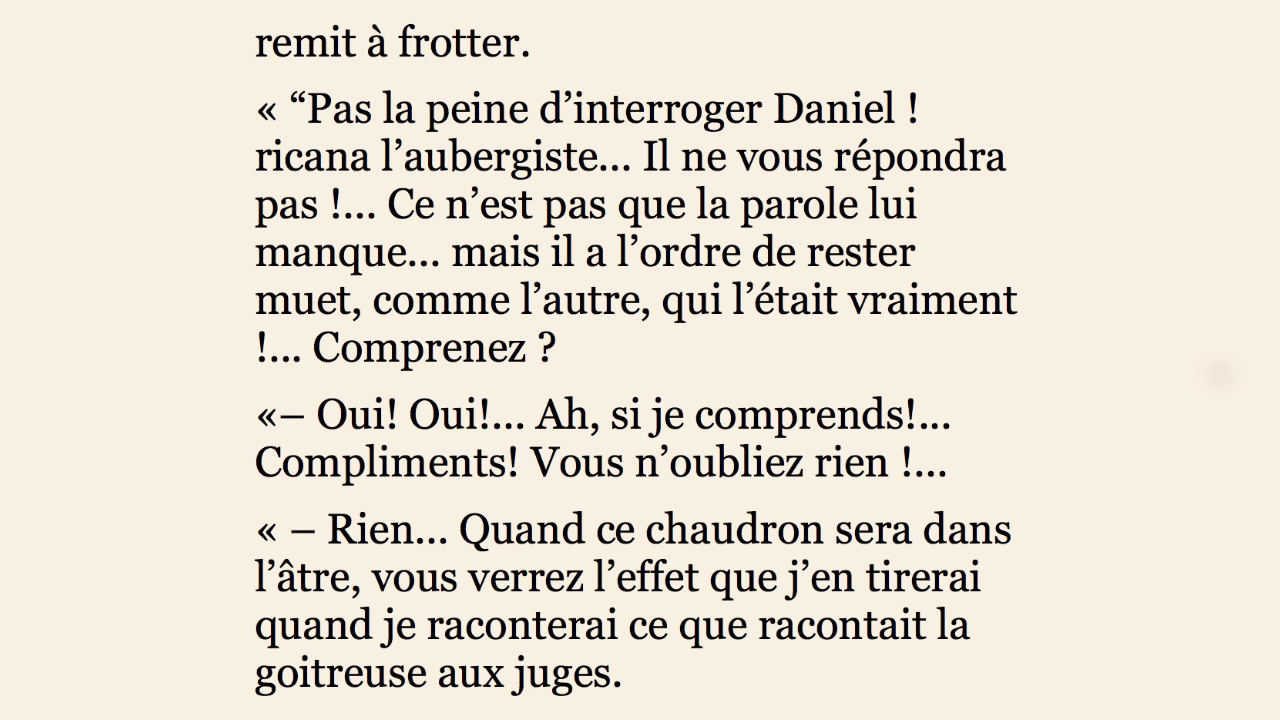 remit à frotter.
« “Pas la peine d’interroger Daniel !
ricana l’aubergiste... Il ne vous répondra
pas !... Ce n’est pas que la parole lui
manque... mais il a l’ordre de rester
muet, comme l’autre, qui l’était vraiment
!... Comprenez ?
«– Oui! Oui!... Ah, si je comprends!...
Compliments! Vous n’oubliez rien !...
« – Rien... Quand ce chaudron sera dans
l’âtre, vous verrez l’effet que j’en tirerai
quand je raconterai ce que racontait la
goitreuse aux juges.